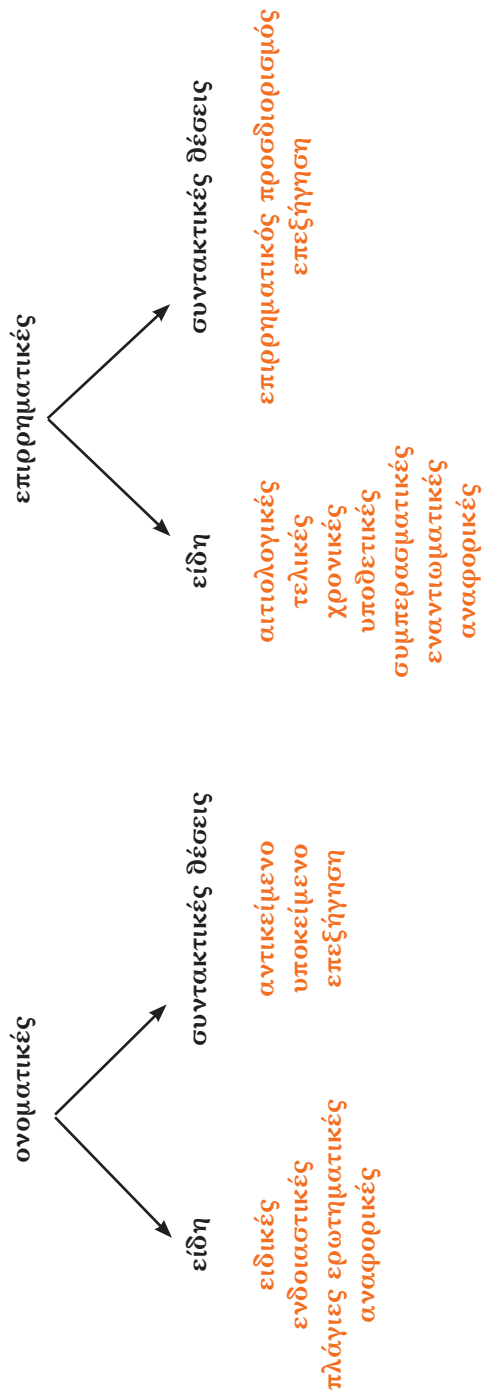 ονοματικές
είδη
ειδικές
ενδοιαστικές
πλάγιες ερωτηματικές
αναφορικές
συντακτικές θέσεις
αντικείμενο
υποκείμενο
επεξήγηση
επιρρηματικές
είδη
αιτιολογικές
τελικές
χρονικές
υποθετικές
συμπερασματικές
εναντιωματικές
αναφορικές
συντακτικές θέσεις
επιρρηματικός προσδιορισμός
επεξήγηση